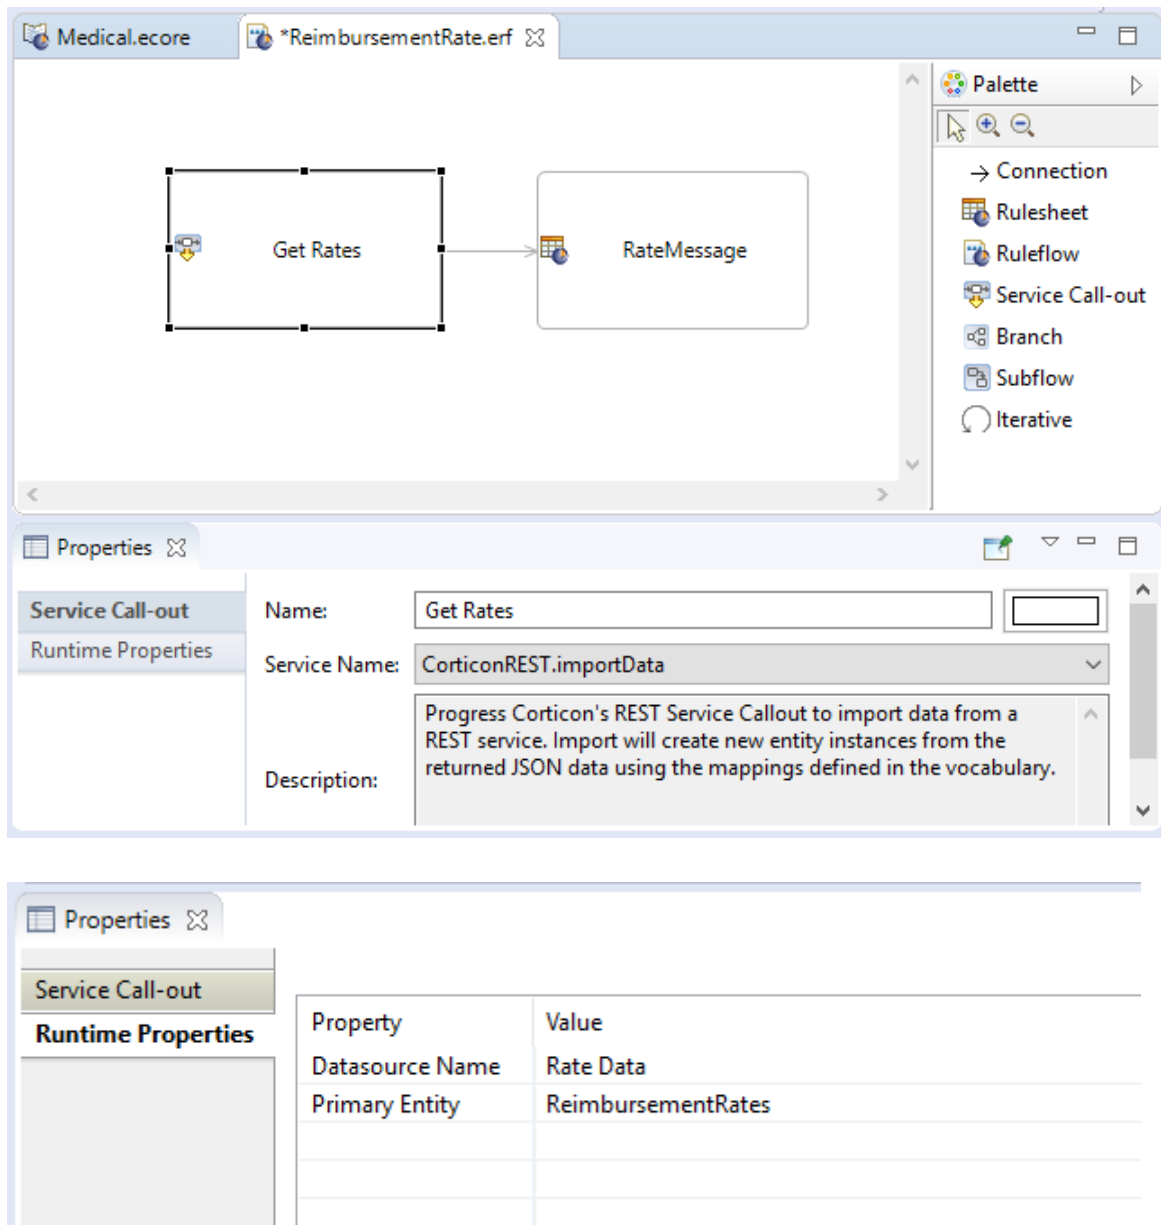 Medical.ecore
*ReimbursementRate.erf
Palette
Connection
Rulesheet
Ruleflow
Service Call-out
Branch
Subflow
Iterative
Get Rates
RateMessage
Properties
Service Call-out
Runtime Properties
Name:
Get Rates
Service Name:
CorticonREST.importData
Description:
Progress Corticon's REST Service Callout to import data from a
REST service. Import will create new entity instances from the
returned JSON data using the mappings defined in the vocabulary.
Properties
Service Call-out
Runtime Properties
Property Value
Datasource Name Rate Data
Primary Entity ReimbursementRates